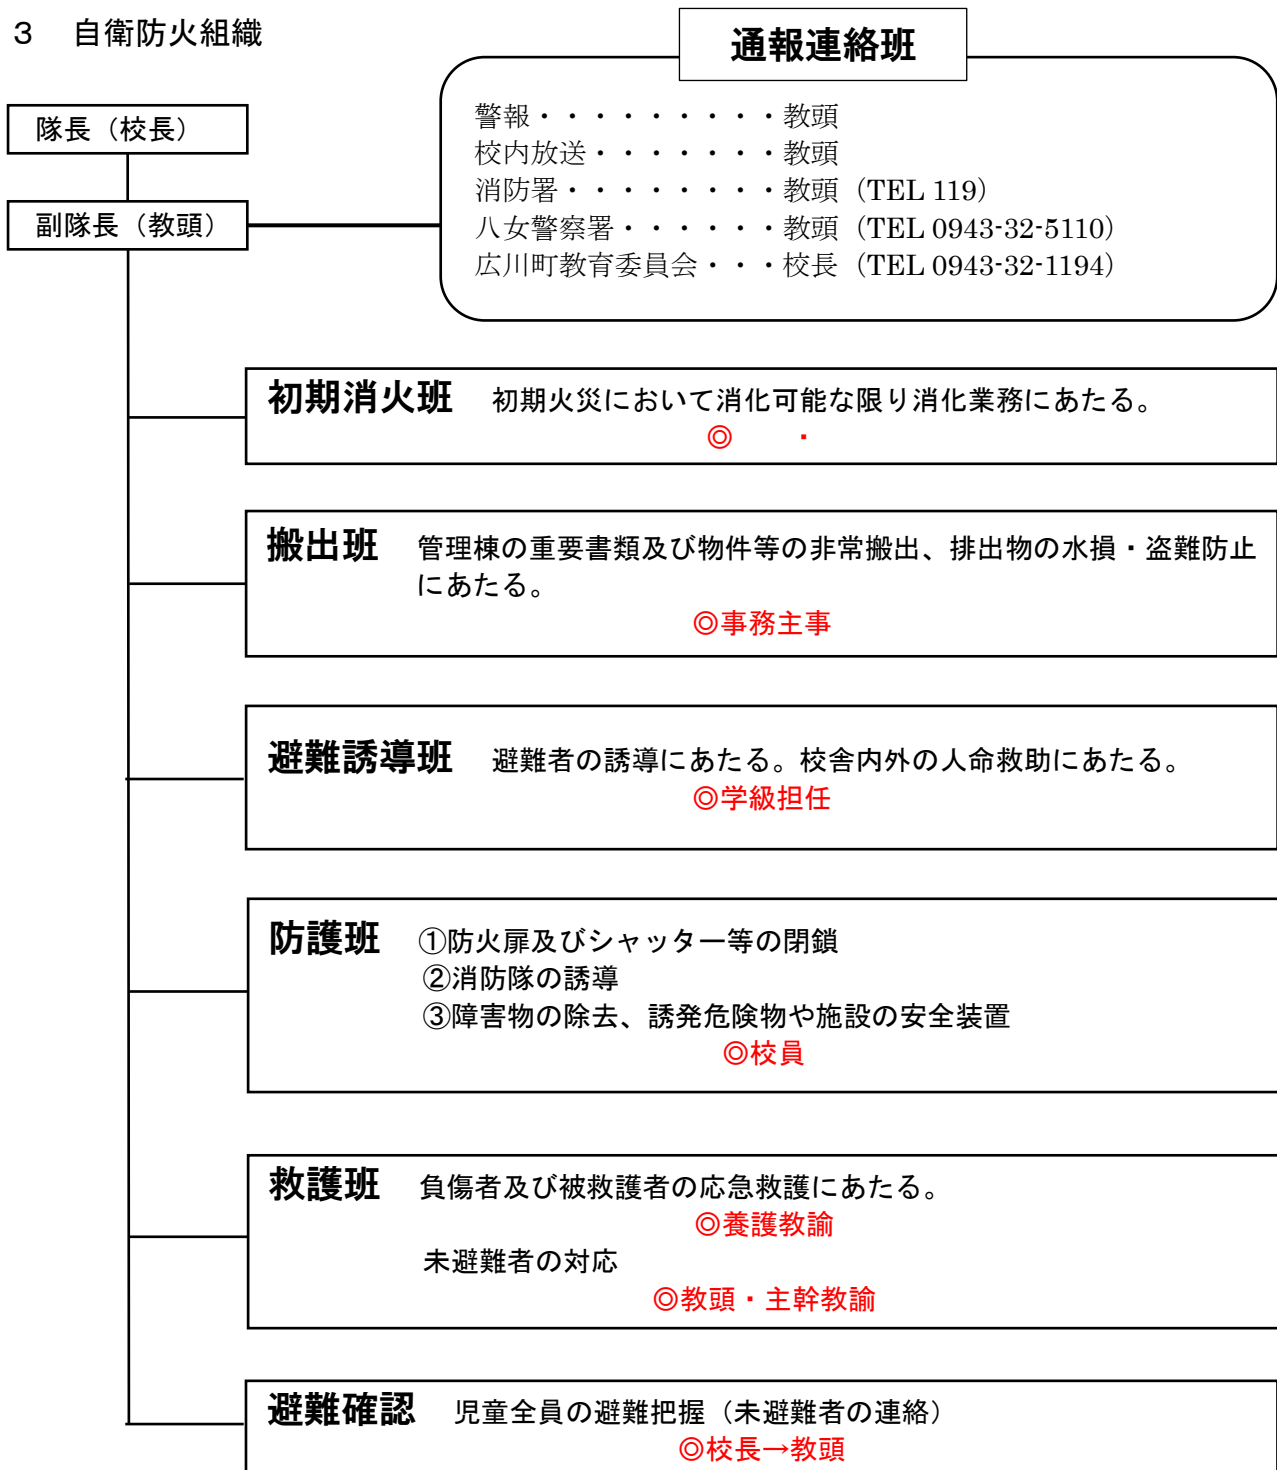 ３　自衛防火組織
通報連絡班
警報・・・・・・・・・教頭
校内放送・・・・・・・教頭
消防署・・・・・・・・教頭（TEL 119）
八女警察署・・・・・・教頭（TEL 0943-32-5110）
広川町教育委員会・・・校長（TEL 0943-32-1194）
隊長（校長）
副隊長（教頭）
初期消火班　初期火災において消化可能な限り消化業務にあたる。
◎　　・
搬出班　管理棟の重要書類及び物件等の非常搬出、排出物の水損・盗難防止
にあたる。
◎事務主事
避難誘導班　避難者の誘導にあたる。校舎内外の人命救助にあたる。
◎学級担任
防護班　①防火扉及びシャッター等の閉鎖
②消防隊の誘導
③障害物の除去、誘発危険物や施設の安全装置
◎校員
救護班　負傷者及び被救護者の応急救護にあたる。
◎養護教諭
未避難者の対応
◎教頭・主幹教諭
避難確認　児童全員の避難把握（未避難者の連絡）
◎校長→教頭